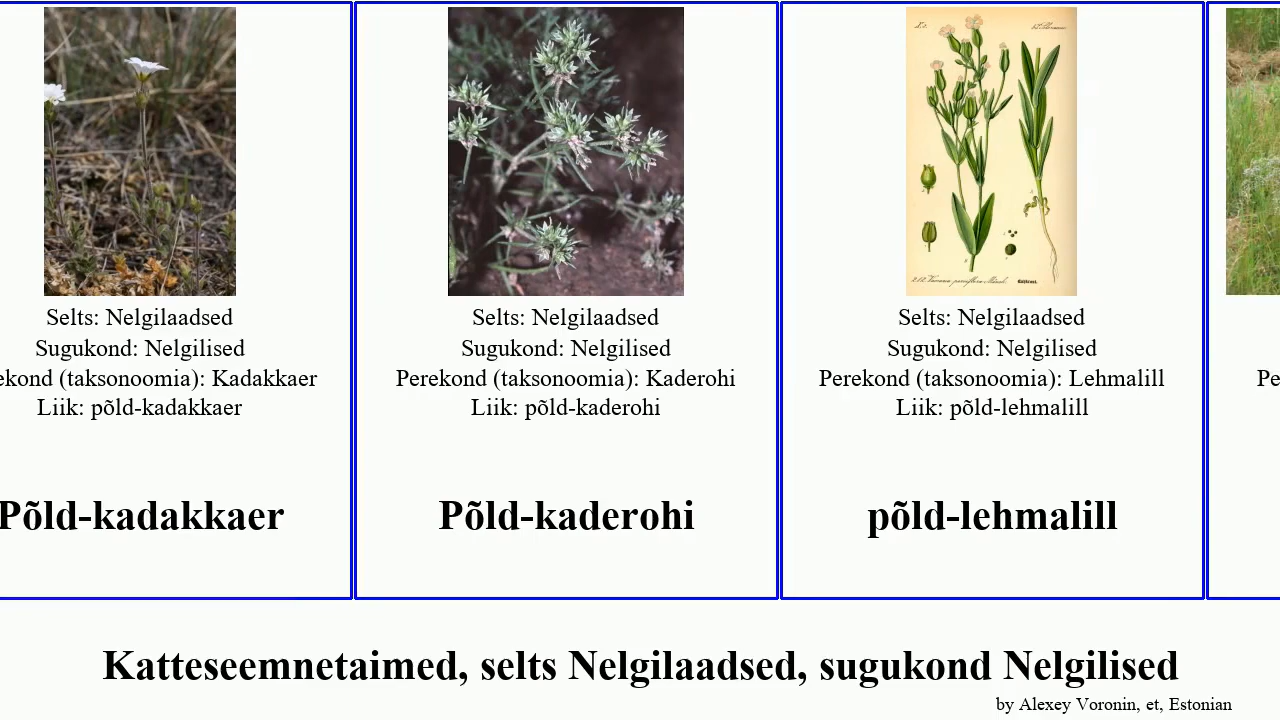 Selts: Nelgilaadsed
Sugukond: Nelgilised
ekond (taksonoomia): Kadakkaer
Liik: põld-kadakkaer
Põld-kadakkaer
Selts: Nelgilaadsed
Sugukond: Nelgilised
Perekond (taksonoomia): Kaderohi
Liik: põld-kaderohi
Põld-kaderohi
Selts: Nelgilaadsed
Sugukond: Nelgilised
Perekond (taksonoomia): Lehmalill
Liik: põld-lehmalill
põld-lehmalill
Pe
Katteseemnetaimed, selts Nelgilaadsed, sugukond Nelgilised
by Alexey Voronin, et, Estonian